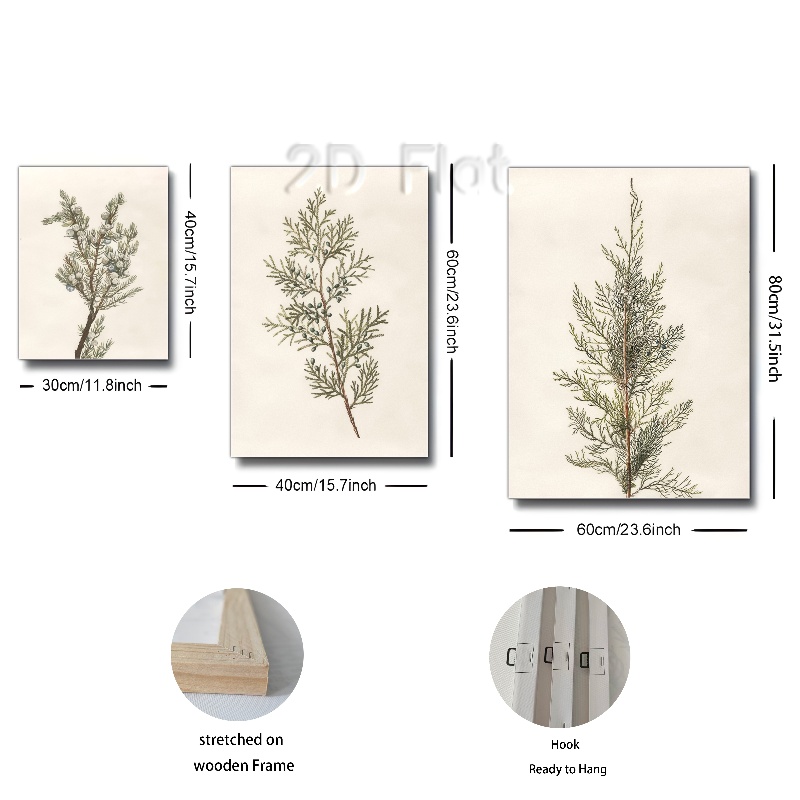 2D Flat
40cm/15.7inch
30cm/11.8inch
60cm/23.6inch
40cm/15.7inch
80cm/31.5inch
60cm/23.6inch
stretched on
wooden Frame
Hook
Ready to Hang